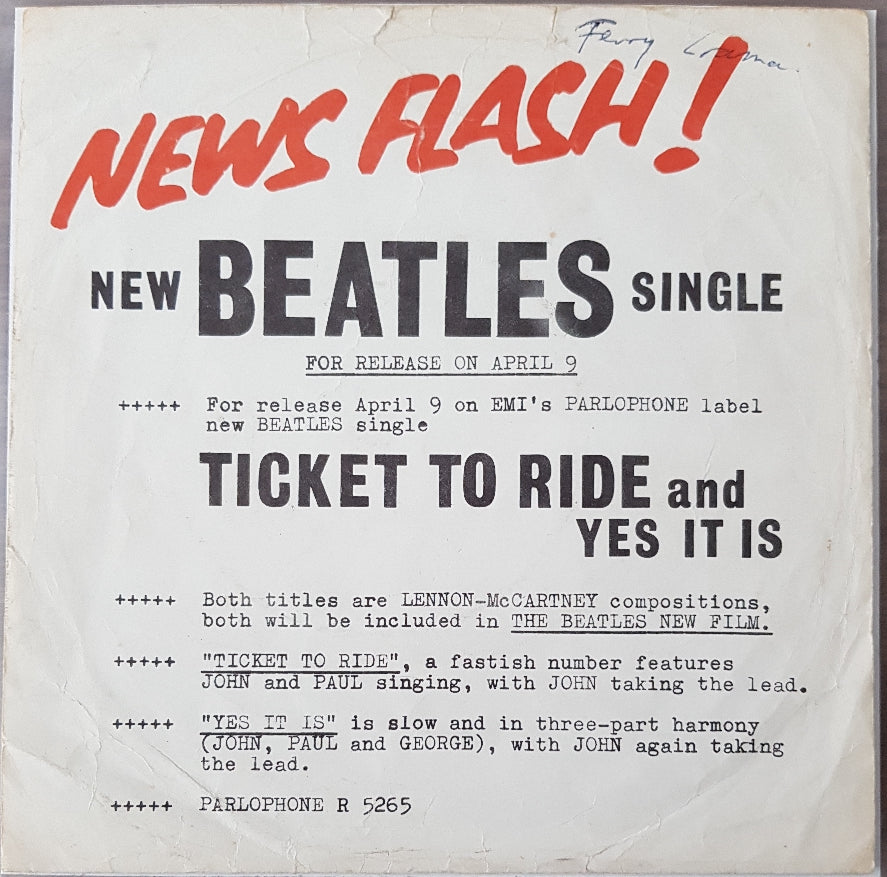 Ferry
NEWS FLASH!
NEW BEATLES SINGLE
FOR RELEASE ON APRIL 9
+++++ For release April 9 on EMI's PARLOPHONE label
new BEATLES single
TICKET TO RIDE and
YES IT IS
+++++ Both titles are LENNON-McCARTNEY compositions,
both will be included in THE BEATLES NEW FILM.
+++++ "TICKET TO RIDE", a fastish number features
JOHN and PAUL singing, with JOHN taking the lead.
+++++ "YES IT IS" is slow and in three-part harmony
(JOHN, PAUL and GEORGE), with JOHN again taking
the lead.
+++++ PARLOPHONE R 5265